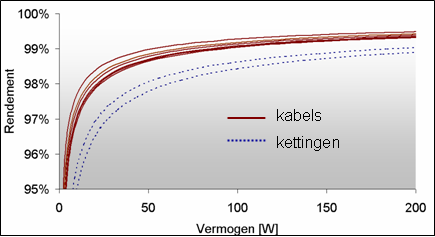 100%
99%
98%
97%
96%
95%
Rendement
kabels
kettingen
0
50
100
150
200
Vermogen [W]